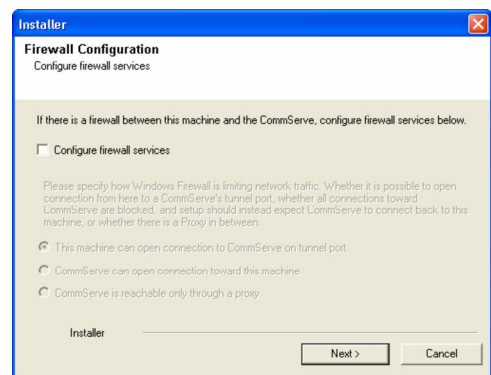 Installer
Firewall Configuration
Configure firewall services
If there is a firewall between this machine and the CommServe, configure firewall services below.
Configure firewall services
Please specify how Windows Firewall is limiting network traffic. Whether it is possible to open
connection from here to a CommServe's tunnel port, whether all connections toward
CommServe are blocked, and setup should instead expect CommServe to connect back to this
machine, or whether there is a Proxy in between.
This machine can open connection to CommServe on tunnel port
CommServe can open connection toward this machine
CommServe is reachable only through a proxy
Installer
Next >
Cancel